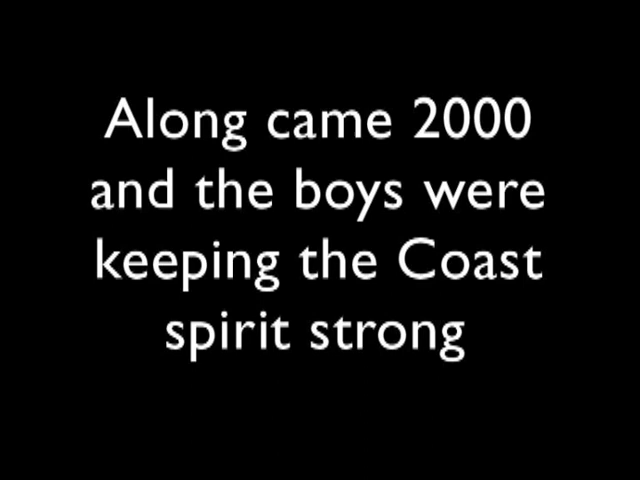 Along came 2000
and the boys were
keeping the Coast
spirit strong